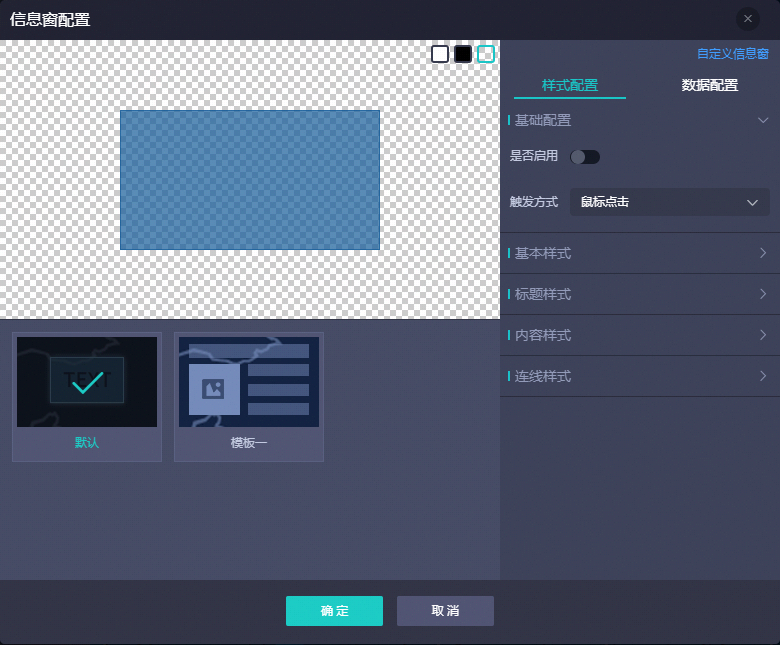 信息窗配置
自定义信息窗
样式配置 数据配置
基础配置
是否启用
触发方式 鼠标点击
基本样式
标题样式
内容样式
连线样式
TEXT
默认 模板一
确定 取消